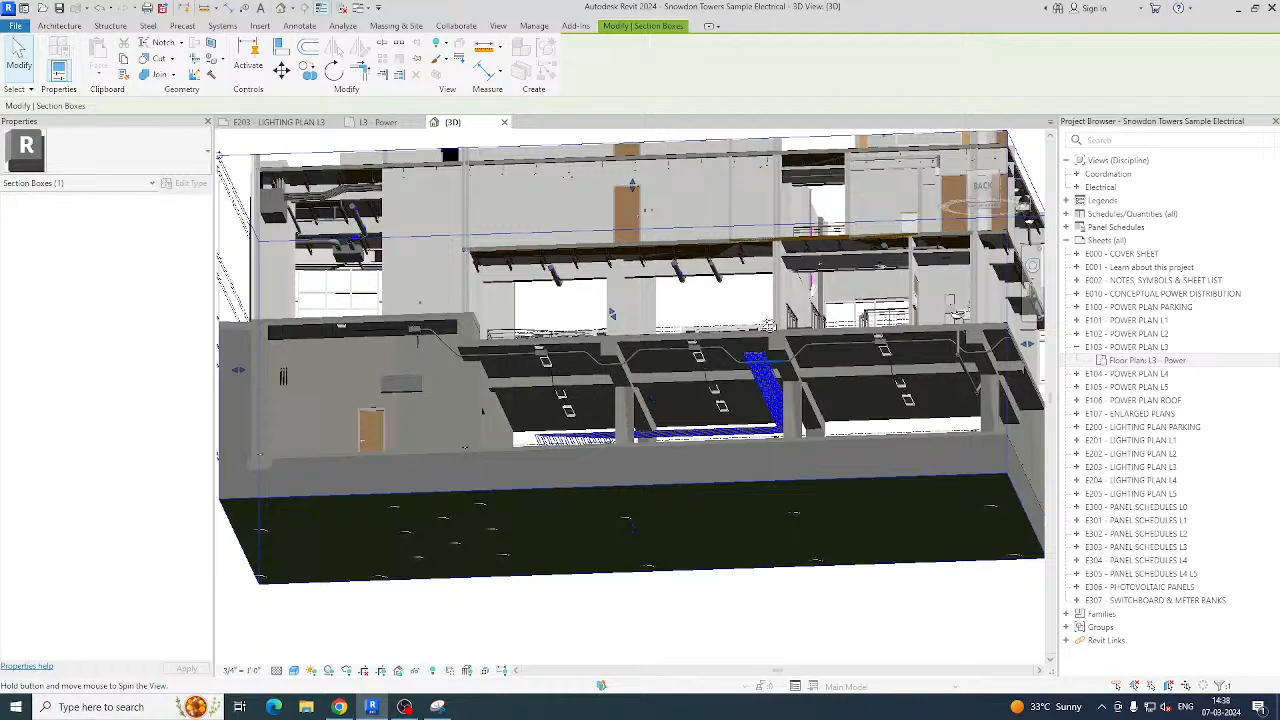 Autodesk Revit 2024 - Snowdon Towers Sample Electrical - 3D View: {3D}
Sign In
File
Architecture
Structure
Steel
Precast
Systems
Insert
Annotate
Analyze
Massing & Site
Collaborate
View
Manage
Add-Ins
Modify | Section Boxes
Modify
Paste
Notch
Cut
Join
Activate
Select
Properties
Clipboard
Geometry
Controls
Modify
View
Measure
Create
Modify | Section Boxes
Properties
E203 - LIGHTING PLAN L3
L3 - Power
{3D}
Project Browser - Snowdon Towers Sample Electrical
R
Search
Section Boxes (1)
Edit Type
BACK
Views (Discipline)
Coordination
Electrical
Legends
Schedules/Quantities (all)
Panel Schedules
Sheets (all)
E000 - COVER SHEET
E001 - Learn about this project
E002 - NOTES, SYMBOLS & SHEET LIST
E010 - CONCEPTUAL POWER DISTRIBUTION
E100 - POWER PLAN PARKING
E101 - POWER PLAN L1
E102 - POWER PLAN L2
E103 - POWER PLAN L3
Floor Plan: L3 - Power
E104 - POWER PLAN L4
E105 - POWER PLAN L5
E106 - POWER PLAN ROOF
E107 - ENLARGED PLANS
E200 - LIGHTING PLAN PARKING
E201 - LIGHTING PLAN L1
E202 - LIGHTING PLAN L2
E203 - LIGHTING PLAN L3
E204 - LIGHTING PLAN L4
E205 - LIGHTING PLAN L5
E300 - PANEL SCHEDULES L0
E301 - PANEL SCHEDULES L1
E302 - PANEL SCHEDULES L2
E303 - PANEL SCHEDULES L3
E304 - PANEL SCHEDULES L4
E305 - PANEL SCHEDULES L4 L5
E306 - PHOTOVOLTAIC PANELS
E307 - SWITCHBOARD & METER BANKS
Families
Groups
Revit Links
Properties help
Apply
3/4" = 1'-0"
Hold button and move mouse to Spin the View.
:0
Main Model
:1
Type here to search
33°C Sunny
ENG
14:38
07-08-2024